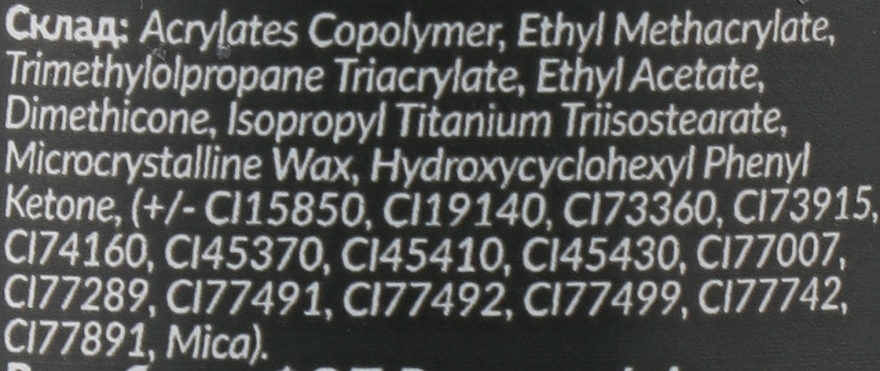 Склад: Acrylates Copolymer, Ethyl Methacrylate,
Trimethylolpropane Triacrylate, Ethyl Acetate,
Dimethicone, Isopropyl Titanium Triisostearate,
Microcrystalline Wax, Hydroxycyclohexyl Phenyl
Ketone, (+/- CI15850, CI19140, CI73360, CI73915,
CI74160, CI45370, CI45410, CI45430, CI77007,
CI77289, CI77491, CI77492, CI77499, CI77742,
CI77891, Mica).